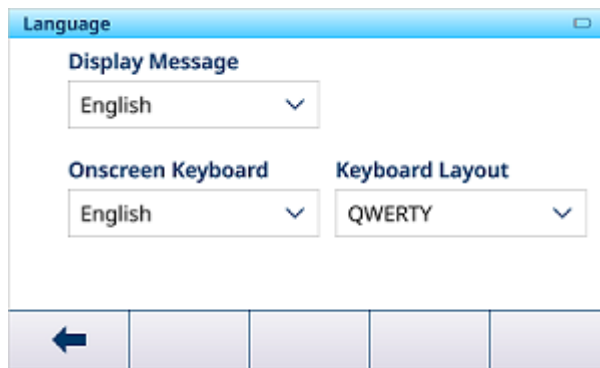 Language
Display Message
English
Onscreen Keyboard Keyboard Layout
English QWERTY